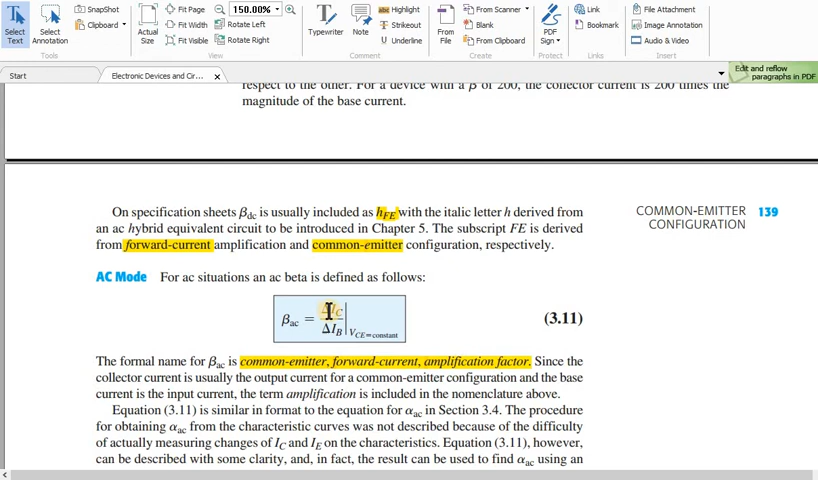 Select Text
Select Annotation
SnapShot
Clipboard
Tools
Actual Size
Fit Page
Fit Width
Fit Visible
150.00%
Rotate Left
Rotate Right
View
Typewriter
Note
Highlight
Strikeout
Underline
Comment
From File
From Scanner
Blank
From Clipboard
Create
PDF Sign
Protect
Link
Bookmark
Links
File Attachment
Image Annotation
Audio & Video
Insert
Start
Electronic Devices and Cir...
Edit and reflow
paragraphs in PDF
respect to the other. For a device with a β of 200, the collector current is 200 times the
magnitude of the base current.
On specification sheets βdc is usually included as hFE with the italic letter h derived from
an ac hybrid equivalent circuit to be introduced in Chapter 5. The subscript FE is derived
from forward-current amplification and common-emitter configuration, respectively.
COMMON-EMITTER 139
CONFIGURATION
AC Mode For ac situations an ac beta is defined as follows:
βac = ΔIC / ΔIB | VCE=constant (3.11)
The formal name for βac is common-emitter, forward-current, amplification factor. Since the
collector current is usually the output current for a common-emitter configuration and the base
current is the input current, the term amplification is included in the nomenclature above.
Equation (3.11) is similar in format to the equation for αac in Section 3.4. The procedure
for obtaining αac from the characteristic curves was not described because of the difficulty
of actually measuring changes of IC and IE on the characteristics. Equation (3.11), however,
can be described with some clarity, and, in fact, the result can be used to find αac using an